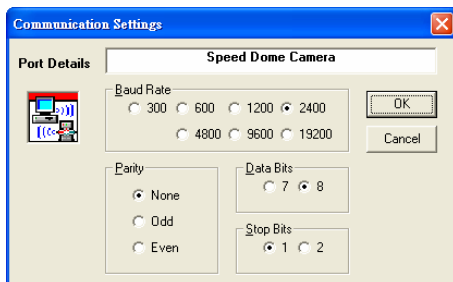 Communication Settings
Port Details
Speed Dome Camera
Baud Rate
300 600 1200 2400
4800 9600 19200
OK
Cancel
Parity
None
Odd
Even
Data Bits
7 8
Stop Bits
1 2